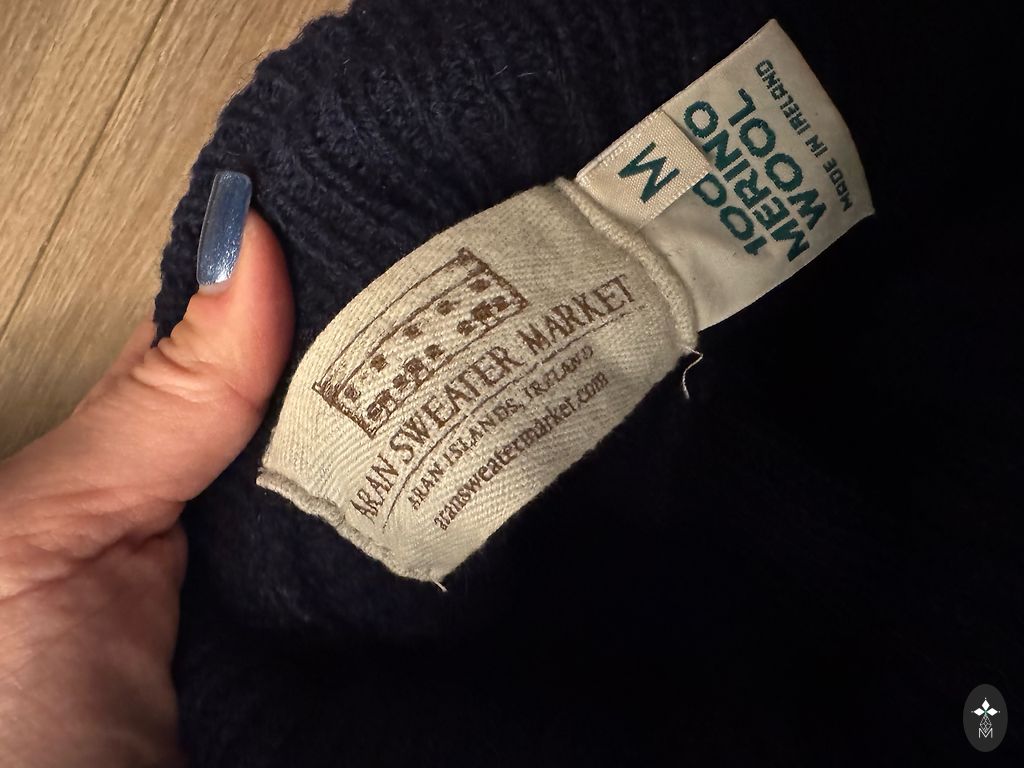 ARAN SWEATER MARKET
ARAN ISLANDS, IRELAND
aransweatermarket.com
M
100%
MERINO
WOOL
MADE IN IRELAND
M